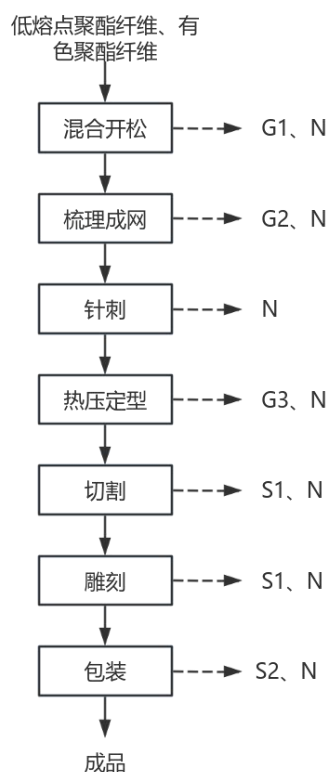 低熔点聚酯纤维、有
色聚酯纤维
混合开松
G1、N
梳理成网
G2、N
针刺
N
热压定型
G3、N
切割
S1、N
雕刻
S1、N
包装
S2、N
成品